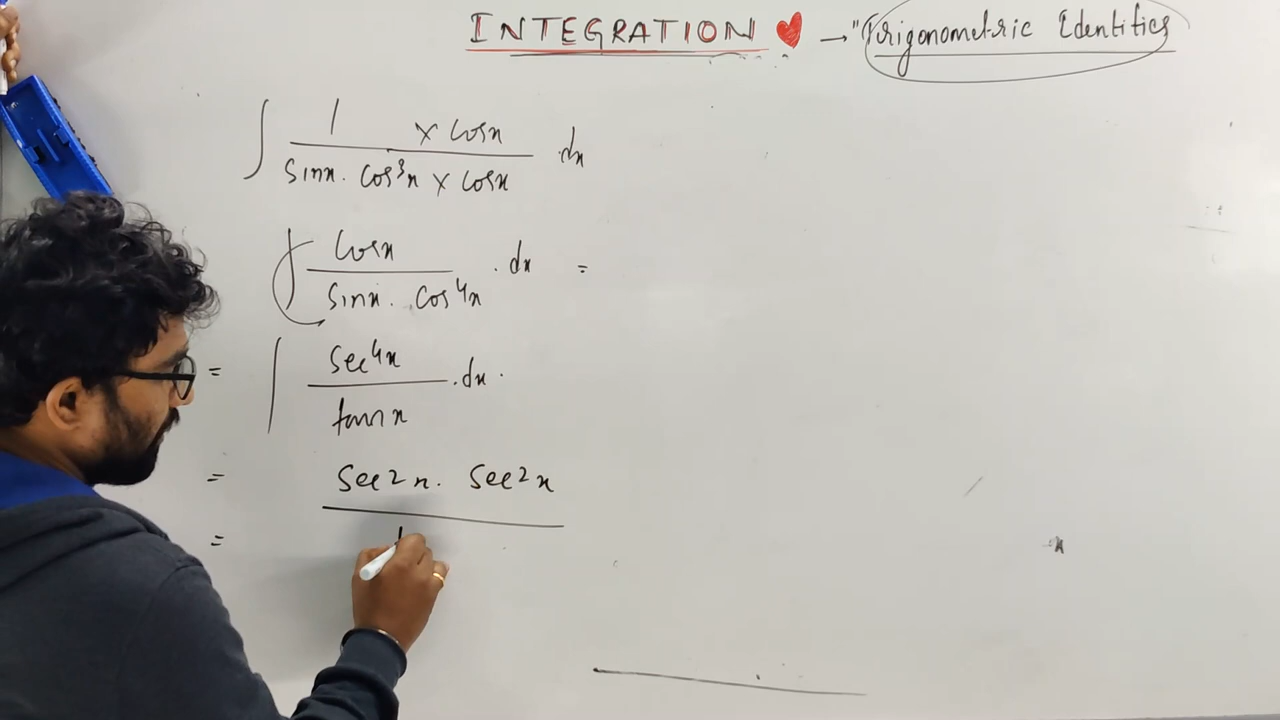 INTEGRATION ❤ → "Trigonometric Identities
∫ 1 × cosx / sinx. cos³x × cosx .dx
∫ cosx / sinx. cos⁴x . dx =
= ∫ sec⁴x / tanx .dx.
= sec²x. sec²x
=